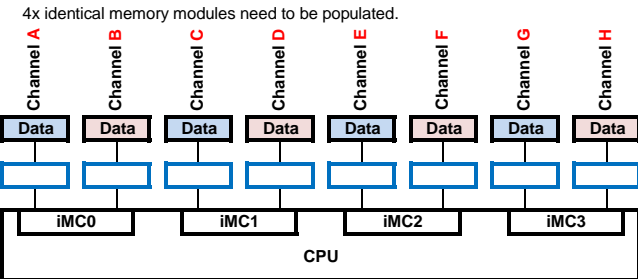 4x identical memory modules need to be populated.
Channel A
Channel B
Channel C
Channel D
Channel E
Channel F
Channel G
Channel H
Data Data Data Data Data Data Data Data
iMC0 iMC1 iMC2 iMC3
CPU